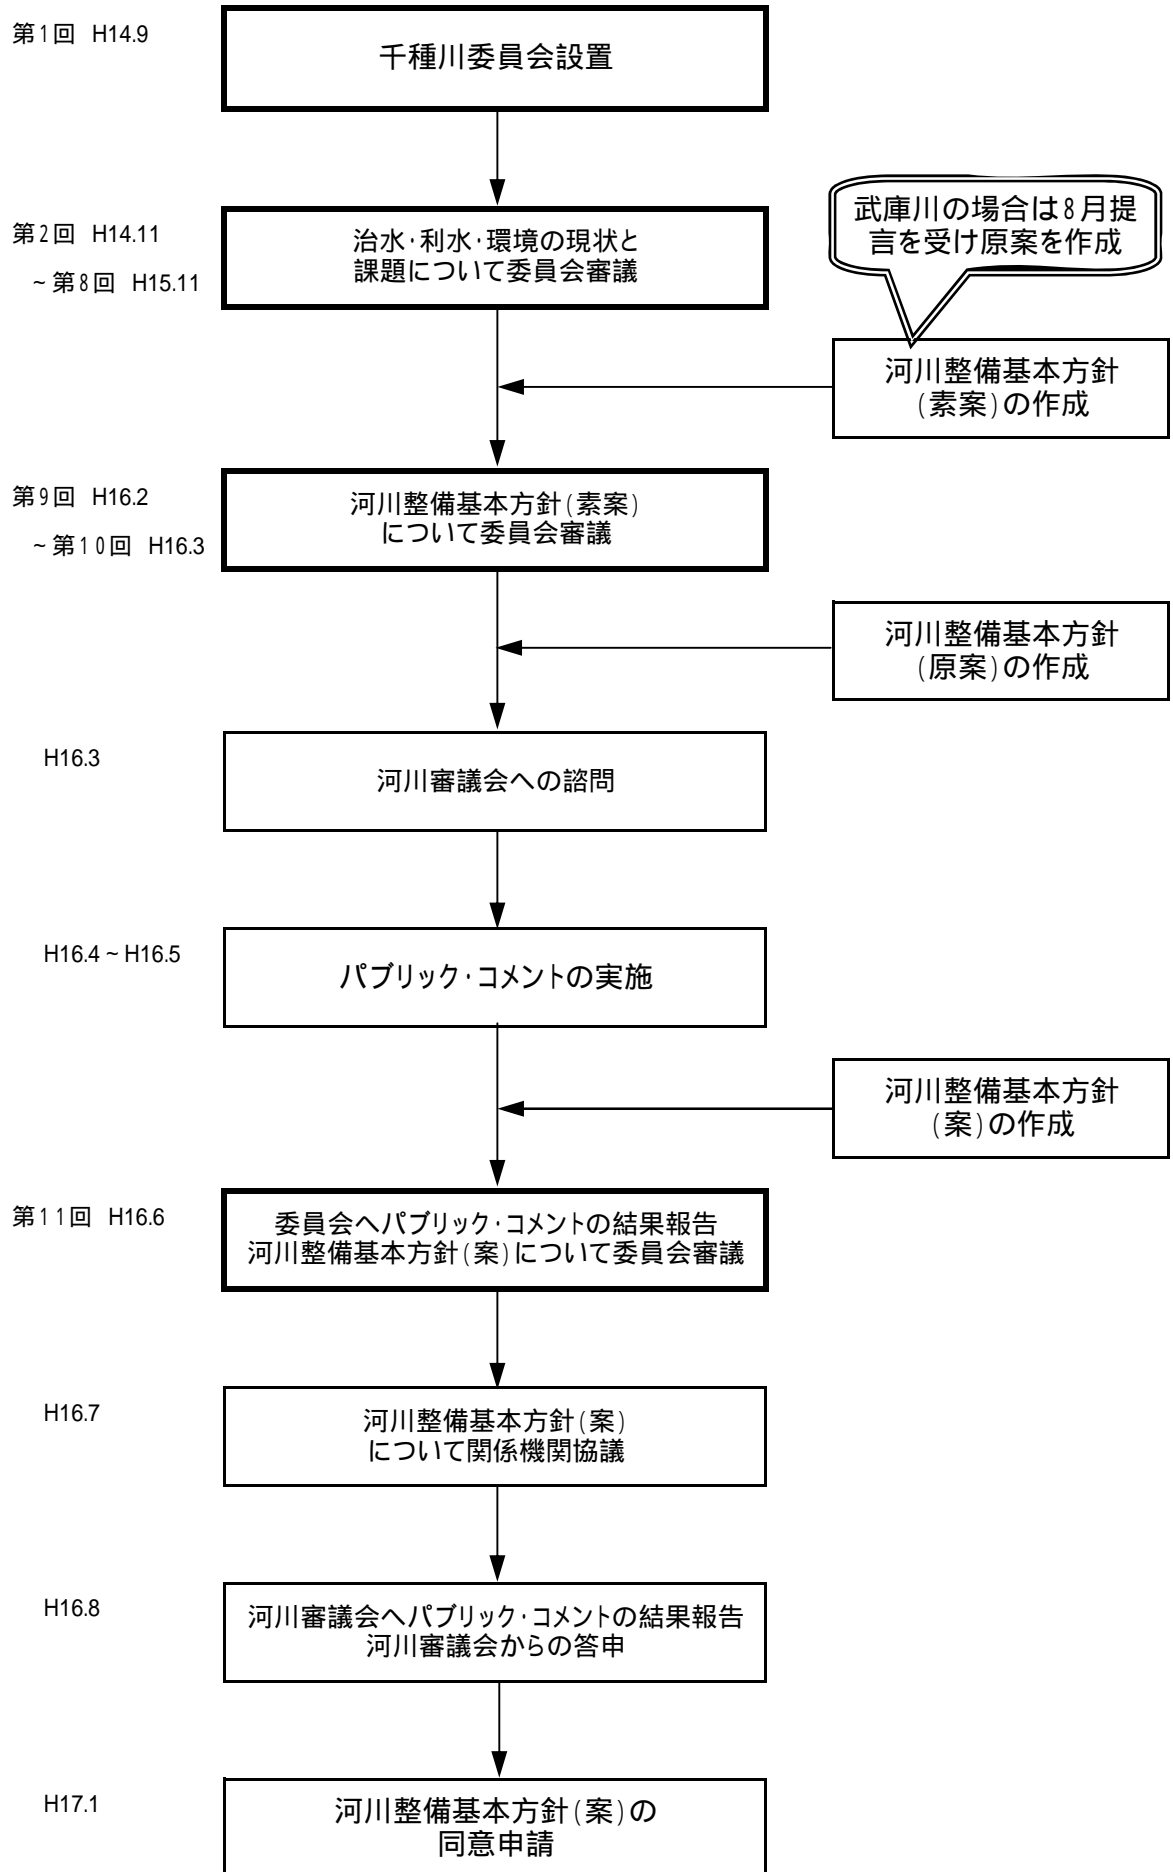 第1回 H14.9
千種川委員会設置
第2回 H14.11
~第8回 H15.11
治水・利水・環境の現状と
課題について委員会審議
武庫川の場合は8月提
言を受け原案を作成
河川整備基本方針
(素案)の作成
第9回 H16.2
~第10回 H16.3
河川整備基本方針(素案)
について委員会審議
河川整備基本方針
(原案)の作成
H16.3
河川審議会への諮問
H16.4~H16.5
パブリック・コメントの実施
河川整備基本方針
(案)の作成
第11回 H16.6
委員会へパブリック・コメントの結果報告
河川整備基本方針(案)について委員会審議
H16.7
河川整備基本方針(案)
について関係機関協議
H16.8
河川審議会へパブリック・コメントの結果報告
河川審議会からの答申
H17.1
河川整備基本方針(案)の
同意申請